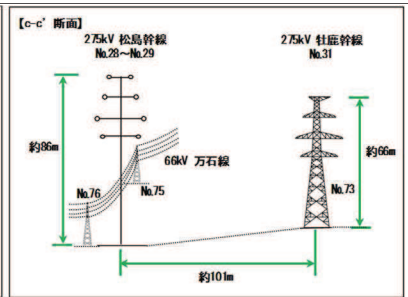 【c-c’断面】
275kV 松島幹線
No.28~No.29
275kV 牡鹿幹線
No.31
約86m
66kV 万石線
約66m
No.76
No.75
No.73
約101m